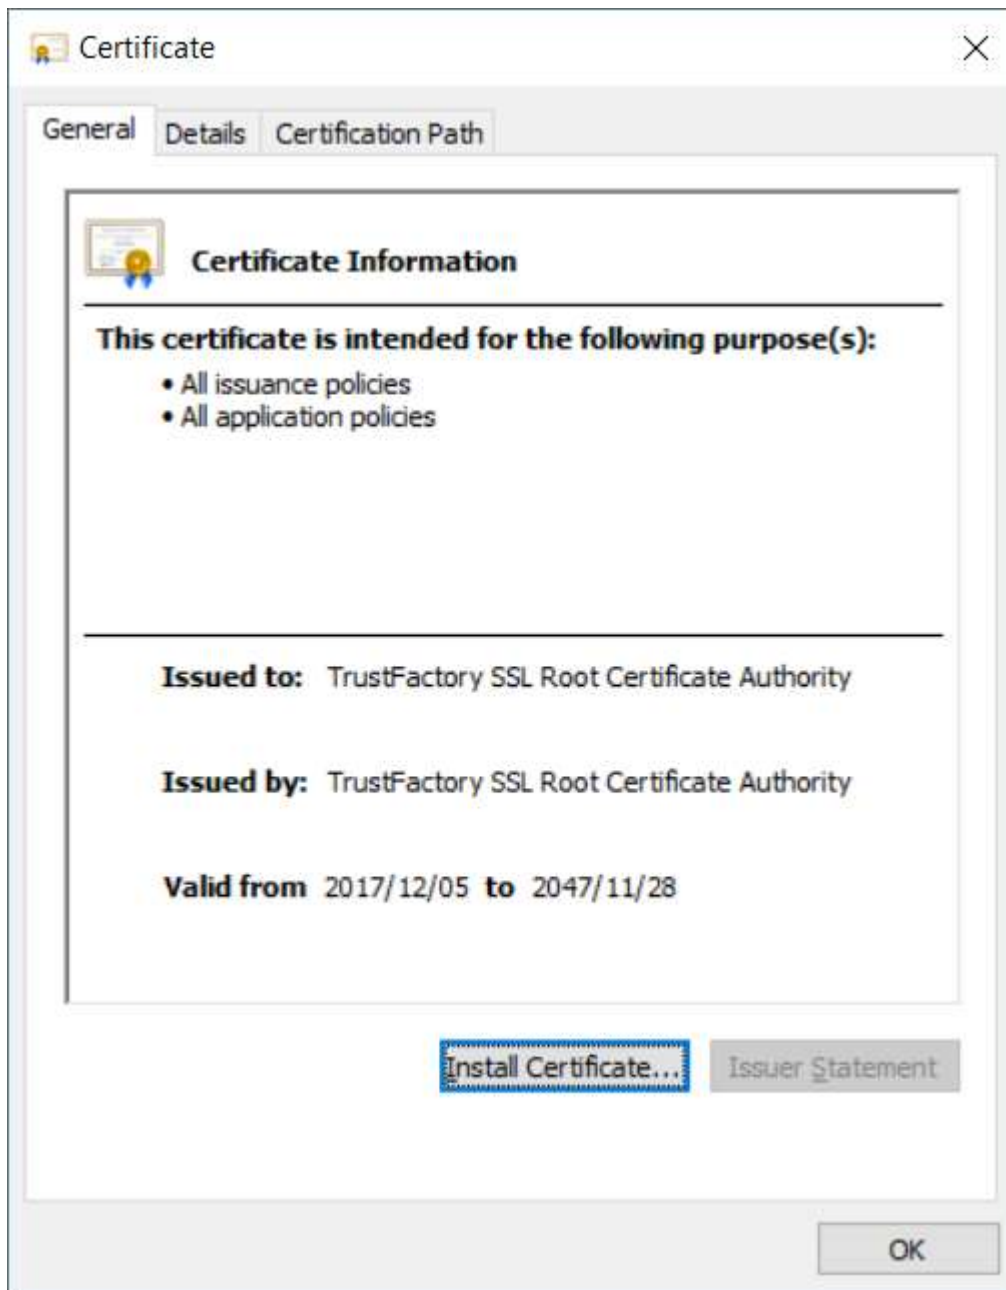 Certificate
General Details Certification Path
Certificate Information
This certificate is intended for the following purpose(s):
• All issuance policies
• All application policies
Issued to: TrustFactory SSL Root Certificate Authority
Issued by: TrustFactory SSL Root Certificate Authority
Valid from 2017/12/05 to 2047/11/28
Install Certificate... Issuer Statement
OK